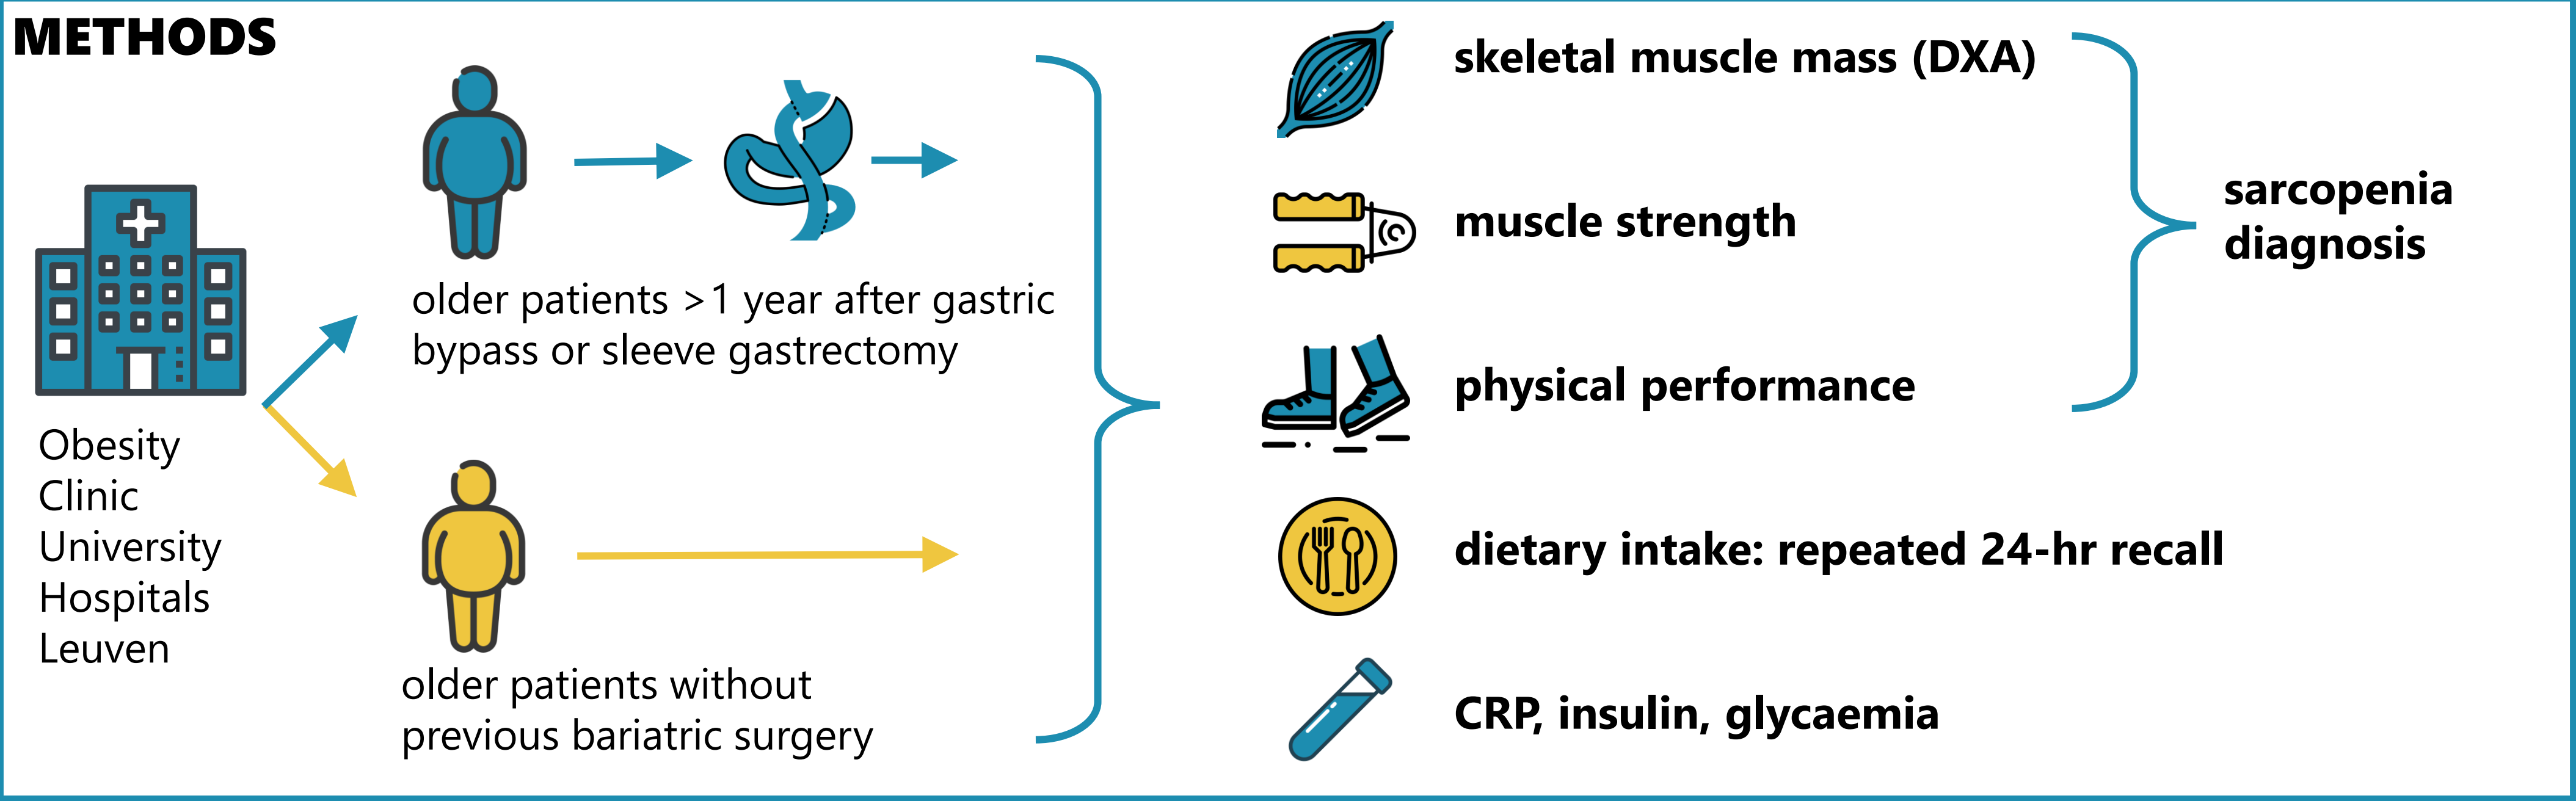 METHODS
Obesity
Clinic
University
Hospitals
Leuven
older patients >1 year after gastric
bypass or sleeve gastrectomy
older patients without
previous bariatric surgery
skeletal muscle mass (DXA)
muscle strength
physical performance
dietary intake: repeated 24-hr recall
CRP, insulin, glycaemia
sarcopenia
diagnosis